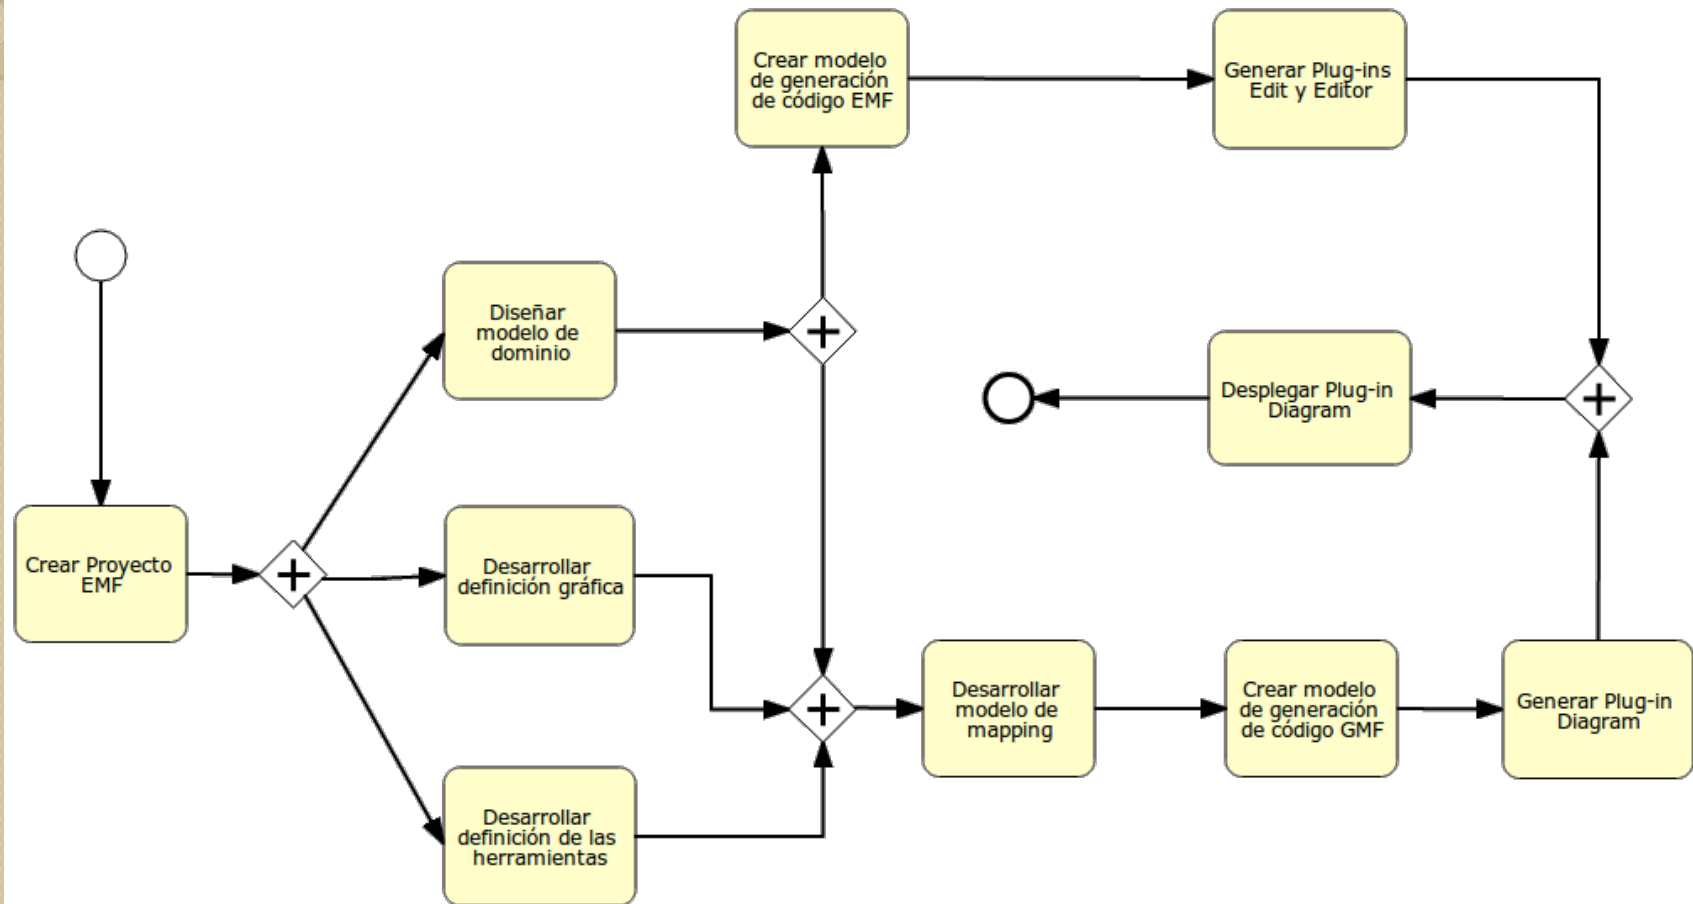 Crear modelo
de generación
de código EMF
Generar Plug-ins
Edit y Editor
Diseñar
modelo de
dominio
Desplegar Plug-in
Diagram
Crear Proyecto
EMF
Desarrollar
definición gráfica
Desarrollar
modelo de
mapping
Crear modelo
de generación
de código GMF
Generar Plug-in
Diagram
Desarrollar
definición de las
herramientas